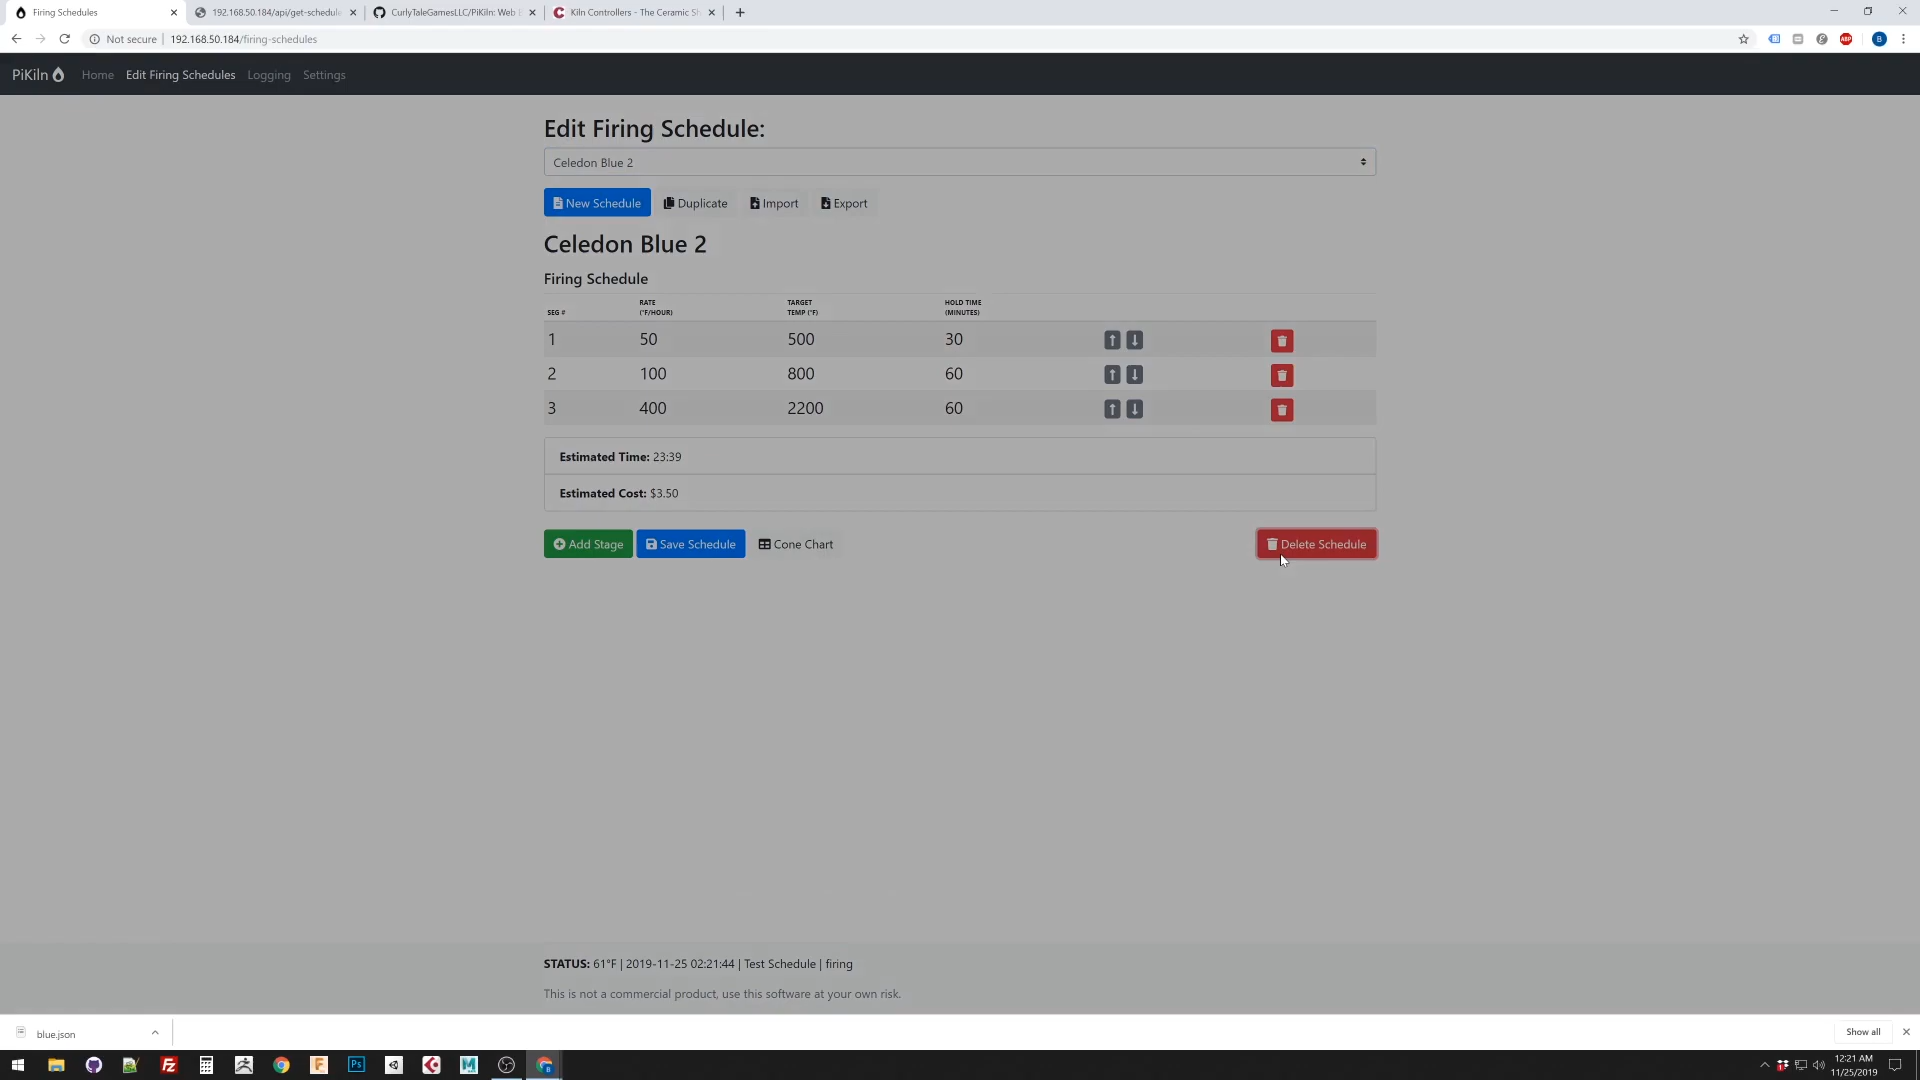 Firing Schedules
192.168.50.184/api/get-schedule
CurlyTaleGamesLLC/PiKiln: Web
Kiln Controllers - The Ceramic Sh
Not secure
192.168.50.184/firing-schedules
ABP
B
PiKiln
Home
Edit Firing Schedules
Logging
Settings
Edit Firing Schedule:
Celedon Blue 2
New Schedule
Duplicate
Import
Export
Celedon Blue 2
Firing Schedule
SEG #
RATE
(°F/HOUR)
TARGET
TEMP (°F)
HOLD TIME
(MINUTES)
1 50 500 30
2 100 800 60
3 400 2200 60
Estimated Time: 23:39
Estimated Cost: $3.50
Add Stage
Save Schedule
Cone Chart
Delete Schedule
STATUS: 61°F | 2019-11-25 02:21:44 | Test Schedule | firing
This is not a commercial product, use this software at your own risk.
blue.json
Show all
Fz
Ps
M
12:21 AM
11/25/2019